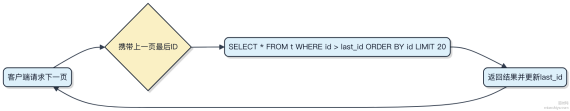 客户端请求下一页
携带上一页最后ID
SELECT * FROM t WHERE id > last_id ORDER BY id LIMIT 20
返回结果并更新last_id